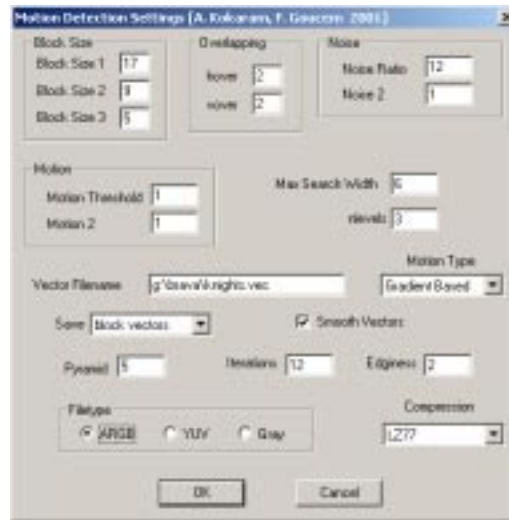 Motion Detection Settings [A. Kokaram, F. Gaucem 2001]
Block Size
Block Size 1 17
Block Size 2 9
Block Size 3 5
Overlapping
hover 2
vover 2
Noise
Noise Ratio 12
Noise 2 1
Motion
Motion Threshold 1
Motion 2 1
Max Search Width 6
nlevels 3
Motion Type
Vector Filename
Gradient Based
Save block vectors
Smooth Vectors
Pyramid 5
Iterations 12
Edginess 2
Filetype
ARGB YUV Gray
Compression
LZ77
OK Cancel